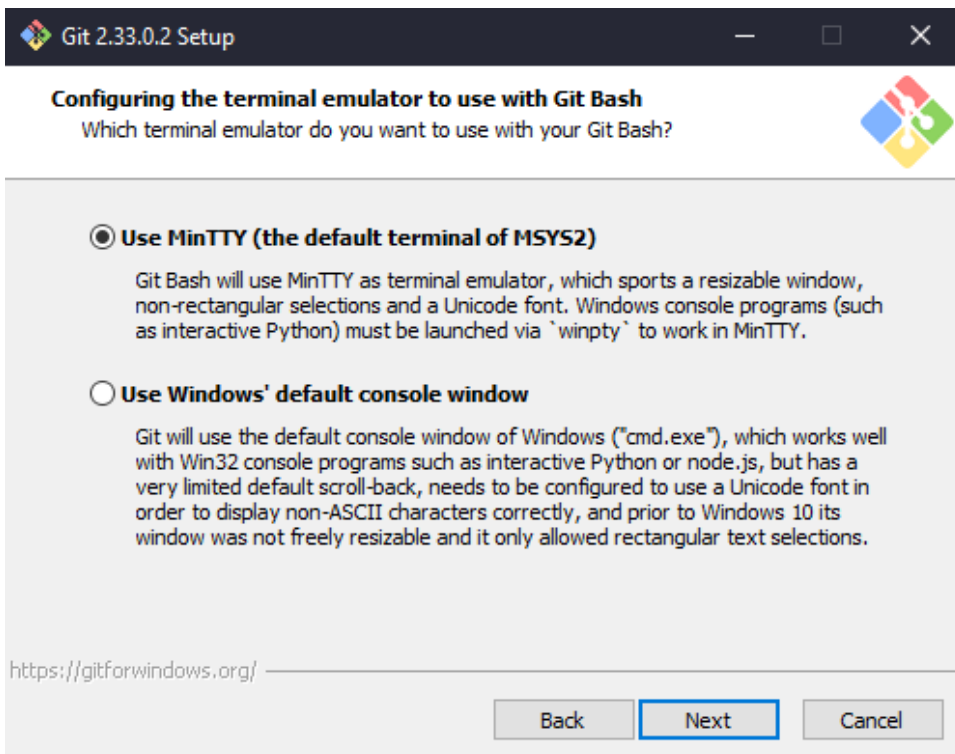 Git 2.33.0.2 Setup
Configuring the terminal emulator to use with Git Bash
Which terminal emulator do you want to use with your Git Bash?
Use MinTTY (the default terminal of MSYS2)
Git Bash will use MinTTY as terminal emulator, which sports a resizable window,
non-rectangular selections and a Unicode font. Windows console programs (such
as interactive Python) must be launched via `winpty` to work in MinTTY.
Use Windows' default console window
Git will use the default console window of Windows ("cmd.exe"), which works well
with Win32 console programs such as interactive Python or node.js, but has a
very limited default scroll-back, needs to be configured to use a Unicode font in
order to display non-ASCII characters correctly, and prior to Windows 10 its
window was not freely resizable and it only allowed rectangular text selections.
https://gitforwindows.org/
Back Next Cancel